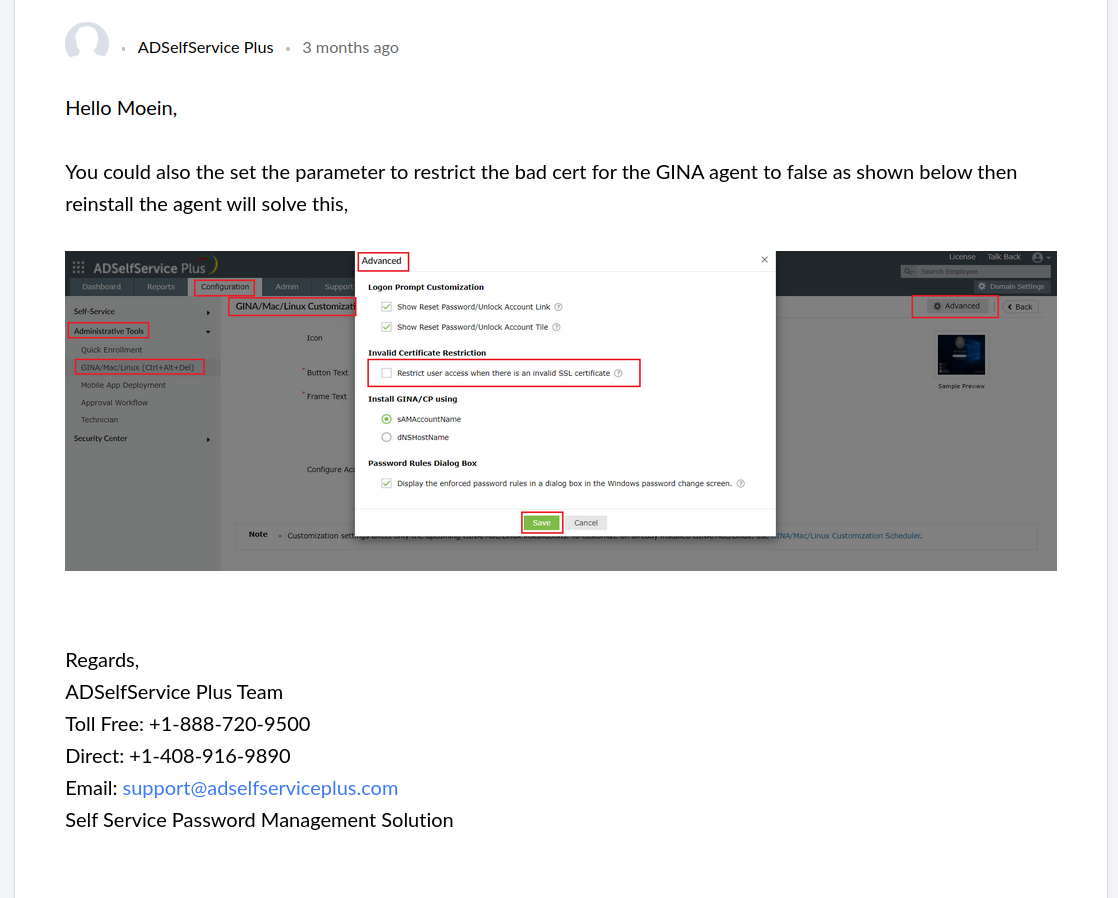 ADSelfService Plus • 3 months ago
Hello Moein,
You could also the set the parameter to restrict the bad cert for the GINA agent to false as shown below then
reinstall the agent will solve this,
ADSelfService Plus
License Talk Back
Search Employee
Dashboard Reports Configuration Admin Support
Domain Settings
Self-Service
Administrative Tools
Quick Enrollment
GINA/Mac/Linux (Ctrl+Alt+Del)
Mobile App Deployment
Approval Workflow
Technician
Security Center
GINA/Mac/Linux Customizati
Advanced Back
Icon
* Button Text
* Frame Text
Configure Acc
Sample Preview
Advanced
Logon Prompt Customization
Show Reset Password/Unlock Account Link
Show Reset Password/Unlock Account Tile
Invalid Certificate Restriction
Restrict user access when there is an invalid SSL certificate
Install GINA/CP using
sAMAccountName
dNSHostName
Password Rules Dialog Box
Display the enforced password rules in a dialog box in the Windows password change screen.
Save Cancel
Note • Customization sett INA/Mac/Linux Customization Scheduler.
Regards,
ADSelfService Plus Team
Toll Free: +1-888-720-9500
Direct: +1-408-916-9890
Email: support@adselfserviceplus.com
Self Service Password Management Solution